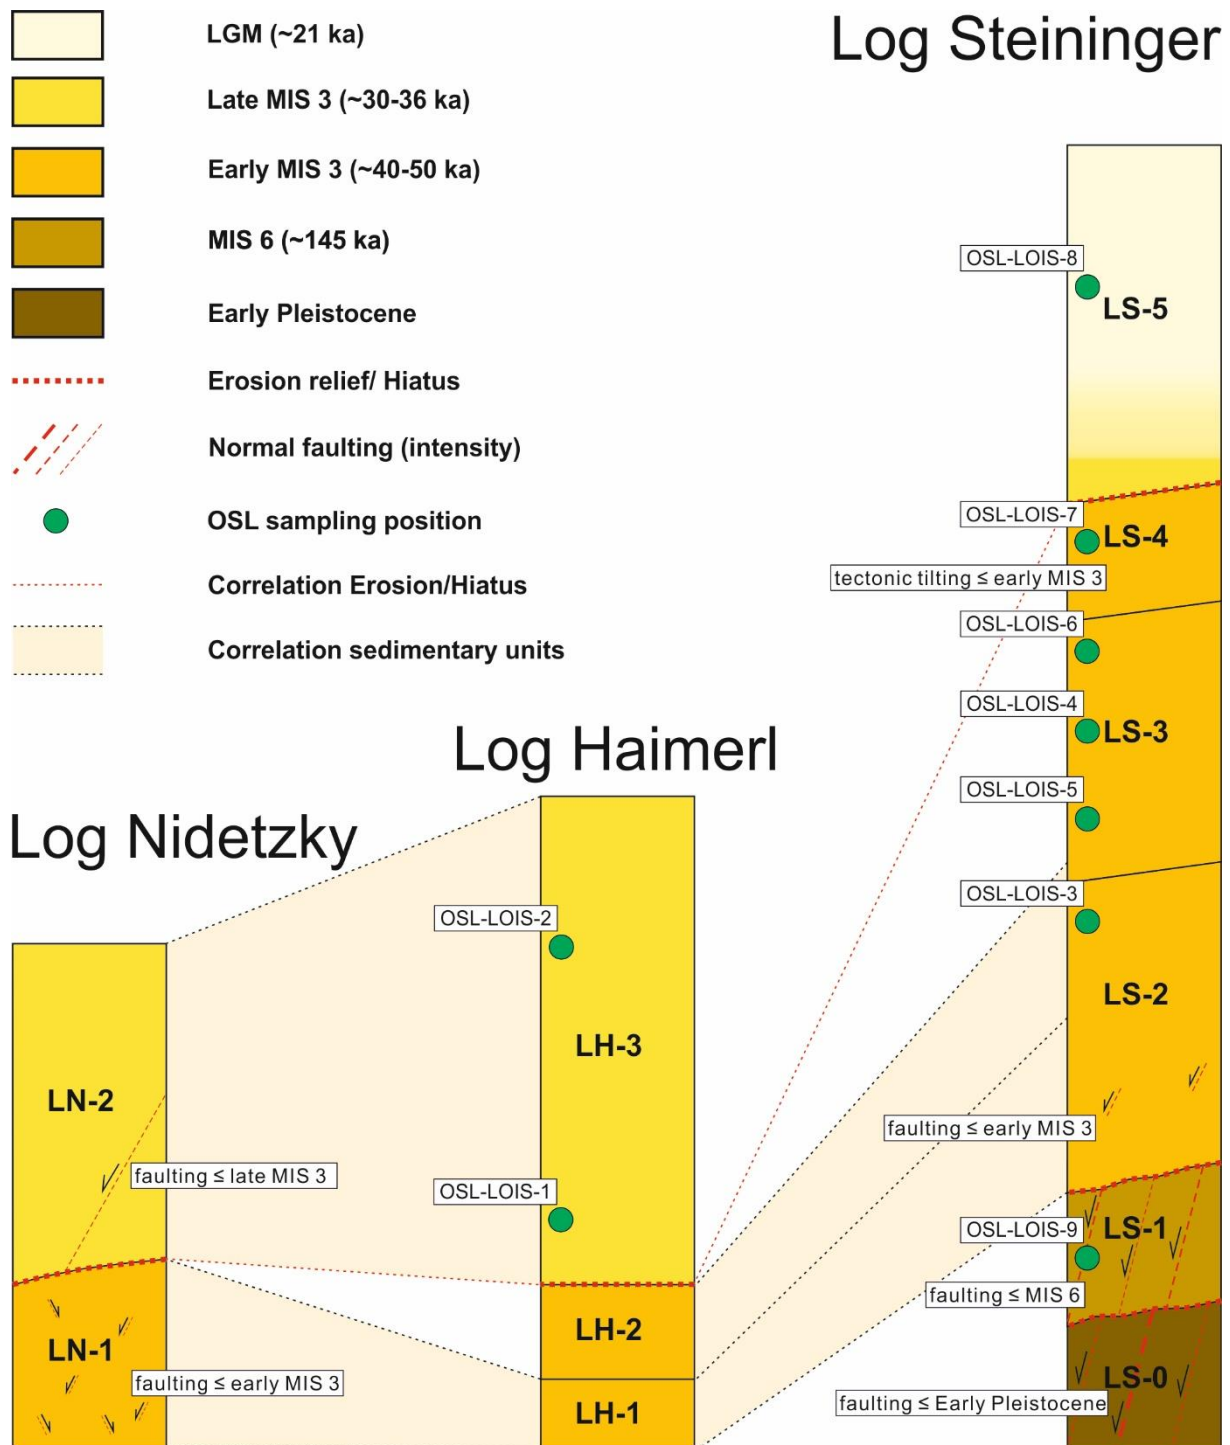 LGM (~21 ka)
Late MIS 3 (~30-36 ka)
Early MIS 3 (~40-50 ka)
MIS 6 (~145 ka)
Early Pleistocene
Erosion relief/ Hiatus
Normal faulting (intensity)
OSL sampling position
Correlation Erosion/Hiatus
Correlation sedimentary units
Log Nidetzky
LN-2
faulting ≤ late MIS 3
LN-1
faulting ≤ early MIS 3
Log Haimerl
OSL-LOIS-2
LH-3
OSL-LOIS-1
LH-2
LH-1
Log Steininger
OSL-LOIS-8
LS-5
OSL-LOIS-7
LS-4
tectonic tilting ≤ early MIS 3
OSL-LOIS-6
OSL-LOIS-4
LS-3
OSL-LOIS-5
OSL-LOIS-3
LS-2
faulting ≤ early MIS 3
OSL-LOIS-9
LS-1
faulting ≤ MIS 6
LS-0
faulting ≤ Early Pleistocene